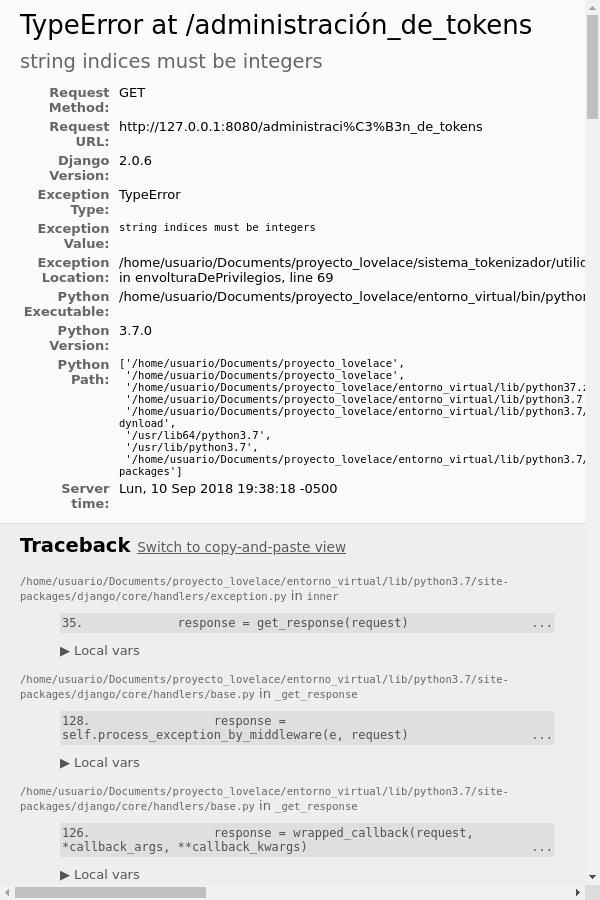 TypeError at /administración_de_tokens
string indices must be integers
Request Method: GET
Request URL: http://127.0.0.1:8080/administraci%C3%B3n_de_tokens
Django Version: 2.0.6
Exception Type: TypeError
Exception Value: string indices must be integers
Exception Location: /home/usuario/Documents/proyecto_lovelace/sistema_tokenizador/utilid
in envolturaDePrivilegios, line 69
Python Executable: /home/usuario/Documents/proyecto_lovelace/entorno_virtual/bin/python
Python Version: 3.7.0
Python Path: ['/home/usuario/Documents/proyecto_lovelace',
'/home/usuario/Documents/proyecto_lovelace',
'/home/usuario/Documents/proyecto_lovelace/entorno_virtual/lib/python37.z
'/home/usuario/Documents/proyecto_lovelace/entorno_virtual/lib/python3.7'
'/home/usuario/Documents/proyecto_lovelace/entorno_virtual/lib/python3.7/
dynload',
'/usr/lib64/python3.7',
'/usr/lib/python3.7',
'/home/usuario/Documents/proyecto_lovelace/entorno_virtual/lib/python3.7/
packages']
Server time: Lun, 10 Sep 2018 19:38:18 -0500
Traceback Switch to copy-and-paste view
/home/usuario/Documents/proyecto_lovelace/entorno_virtual/lib/python3.7/site-
packages/django/core/handlers/exception.py in inner
35. response = get_response(request) ...
▶ Local vars
/home/usuario/Documents/proyecto_lovelace/entorno_virtual/lib/python3.7/site-
packages/django/core/handlers/base.py in _get_response
128. response =
self.process_exception_by_middleware(e, request) ...
▶ Local vars
/home/usuario/Documents/proyecto_lovelace/entorno_virtual/lib/python3.7/site-
packages/django/core/handlers/base.py in _get_response
126. response = wrapped_callback(request,
*callback_args, **callback_kwargs) ...
▶ Local vars